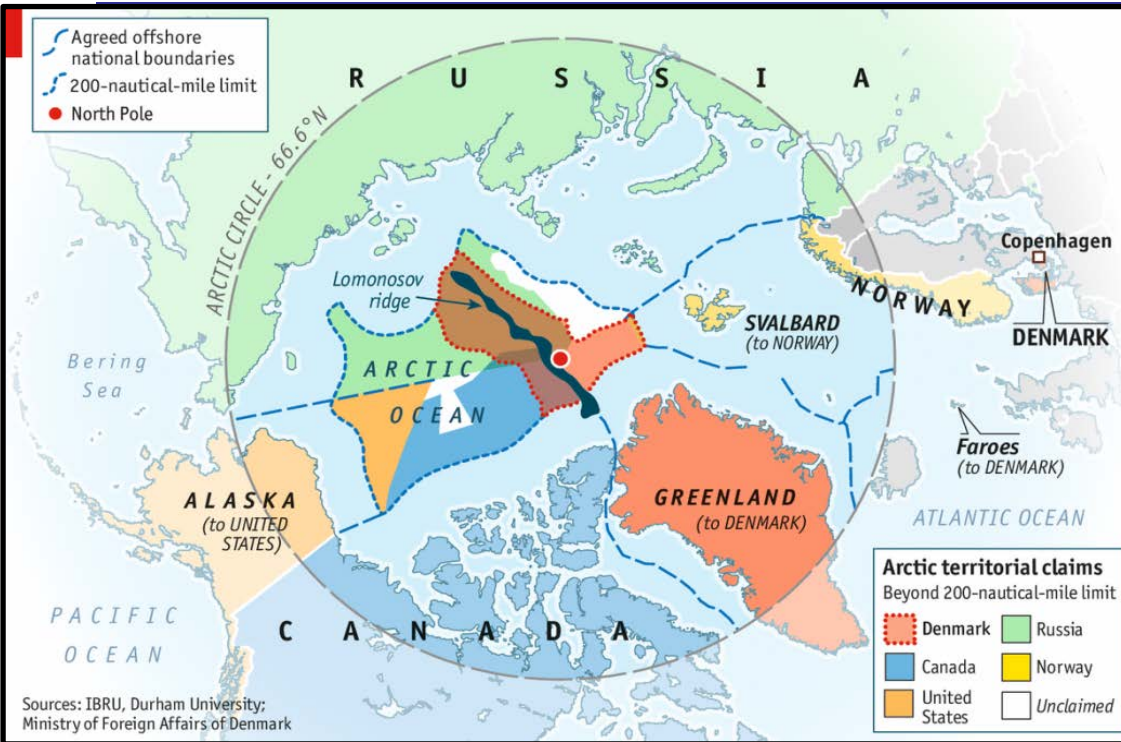 Agreed offshore
national boundaries
200-nautical-mile limit
North Pole
R U S S I A
ARCTIC CIRCLE - 66.6°N
Lomonosov
ridge
ARCTIC
OCEAN
Bering
Sea
SVALBARD
(to NORWAY)
NORWAY
Copenhagen
DENMARK
Faroes
(to DENMARK)
ALASKA
(to UNITED
STATES)
GREENLAND
(to DENMARK)
ATLANTIC OCEAN
PACIFIC
OCEAN
C A N A D A
Arctic territorial claims
Beyond 200-nautical-mile limit
Denmark
Russia
Canada
Norway
United
States
Unclaimed
Sources: IBRU, Durham University;
Ministry of Foreign Affairs of Denmark